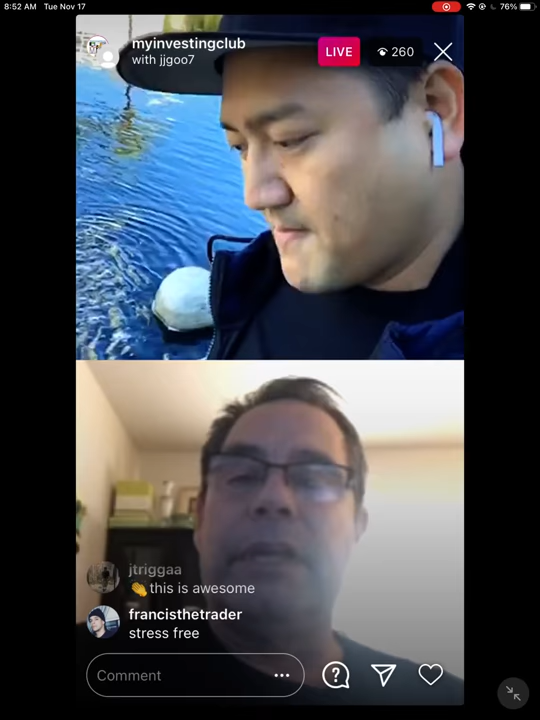 8:52 AM Tue Nov 17
76%
myinvestingclub
with jjgoo7
LIVE
260
jtriggaa
👏 this is awesome
francisthetrader
stress free
Comment